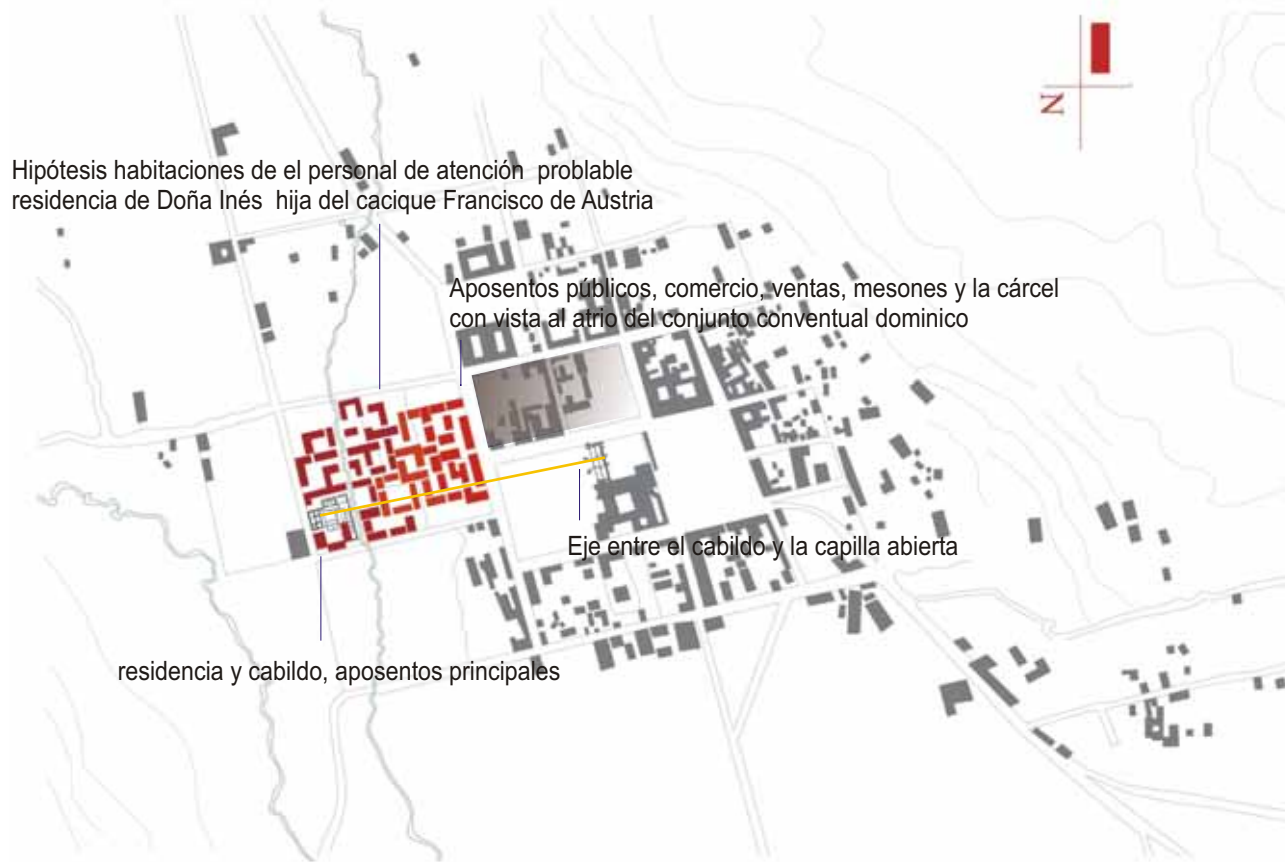 N
Hipótesis habitaciones de el personal de atención problable
residencia de Doña Inés hija del cacique Francisco de Austria
Aposentos públicos, comercio, ventas, mesones y la cárcel
con vista al atrio del conjunto conventual dominico
Eje entre el cabildo y la capilla abierta
residencia y cabildo, aposentos principales